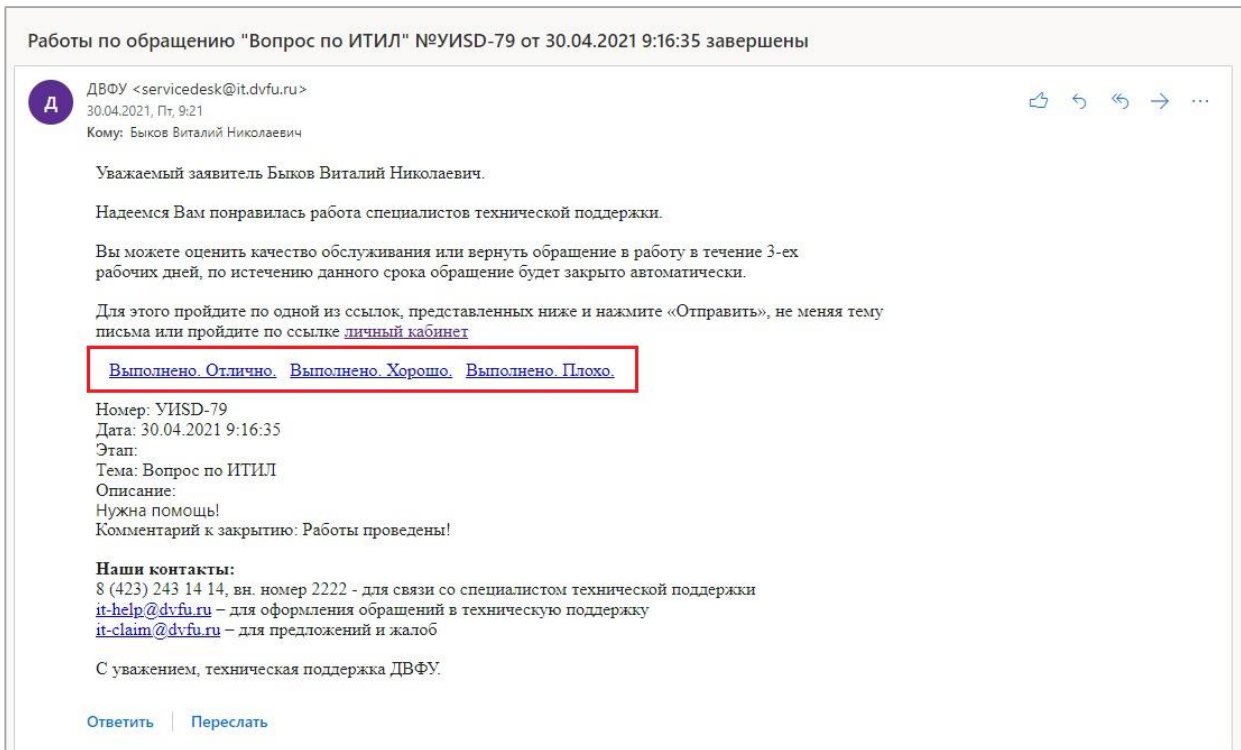 Работы по обращению "Вопрос по ИТИЛ" №УИSD-79 от 30.04.2021 9:16:35 завершены
Д
ДВФУ <servicedesk@it.dvfu.ru>
30.04.2021, Пт, 9:21
Кому: Быков Виталий Николаевич
Уважаемый заявитель Быков Виталий Николаевич.
Надеемся Вам понравилась работа специалистов технической поддержки.
Вы можете оценить качество обслуживания или вернуть обращение в работу в течение 3-ех
рабочих дней, по истечению данного срока обращение будет закрыто автоматически.
Для этого пройдите по одной из ссылок, представленных ниже и нажмите «Отправить», не меняя тему
письма или пройдите по ссылке личный кабинет
Выполнено. Отлично. Выполнено. Хорошо. Выполнено. Плохо.
Номер: УИSD-79
Дата: 30.04.2021 9:16:35
Этап:
Тема: Вопрос по ИТИЛ
Описание:
Нужна помощь!
Комментарий к закрытию: Работы проведены!
Наши контакты:
8 (423) 243 14 14, вн. номер 2222 - для связи со специалистом технической поддержки
it-help@dvfu.ru – для оформления обращений в техническую поддержку
it-claim@dvfu.ru – для предложений и жалоб
С уважением, техническая поддержка ДВФУ.
Ответить Переслать